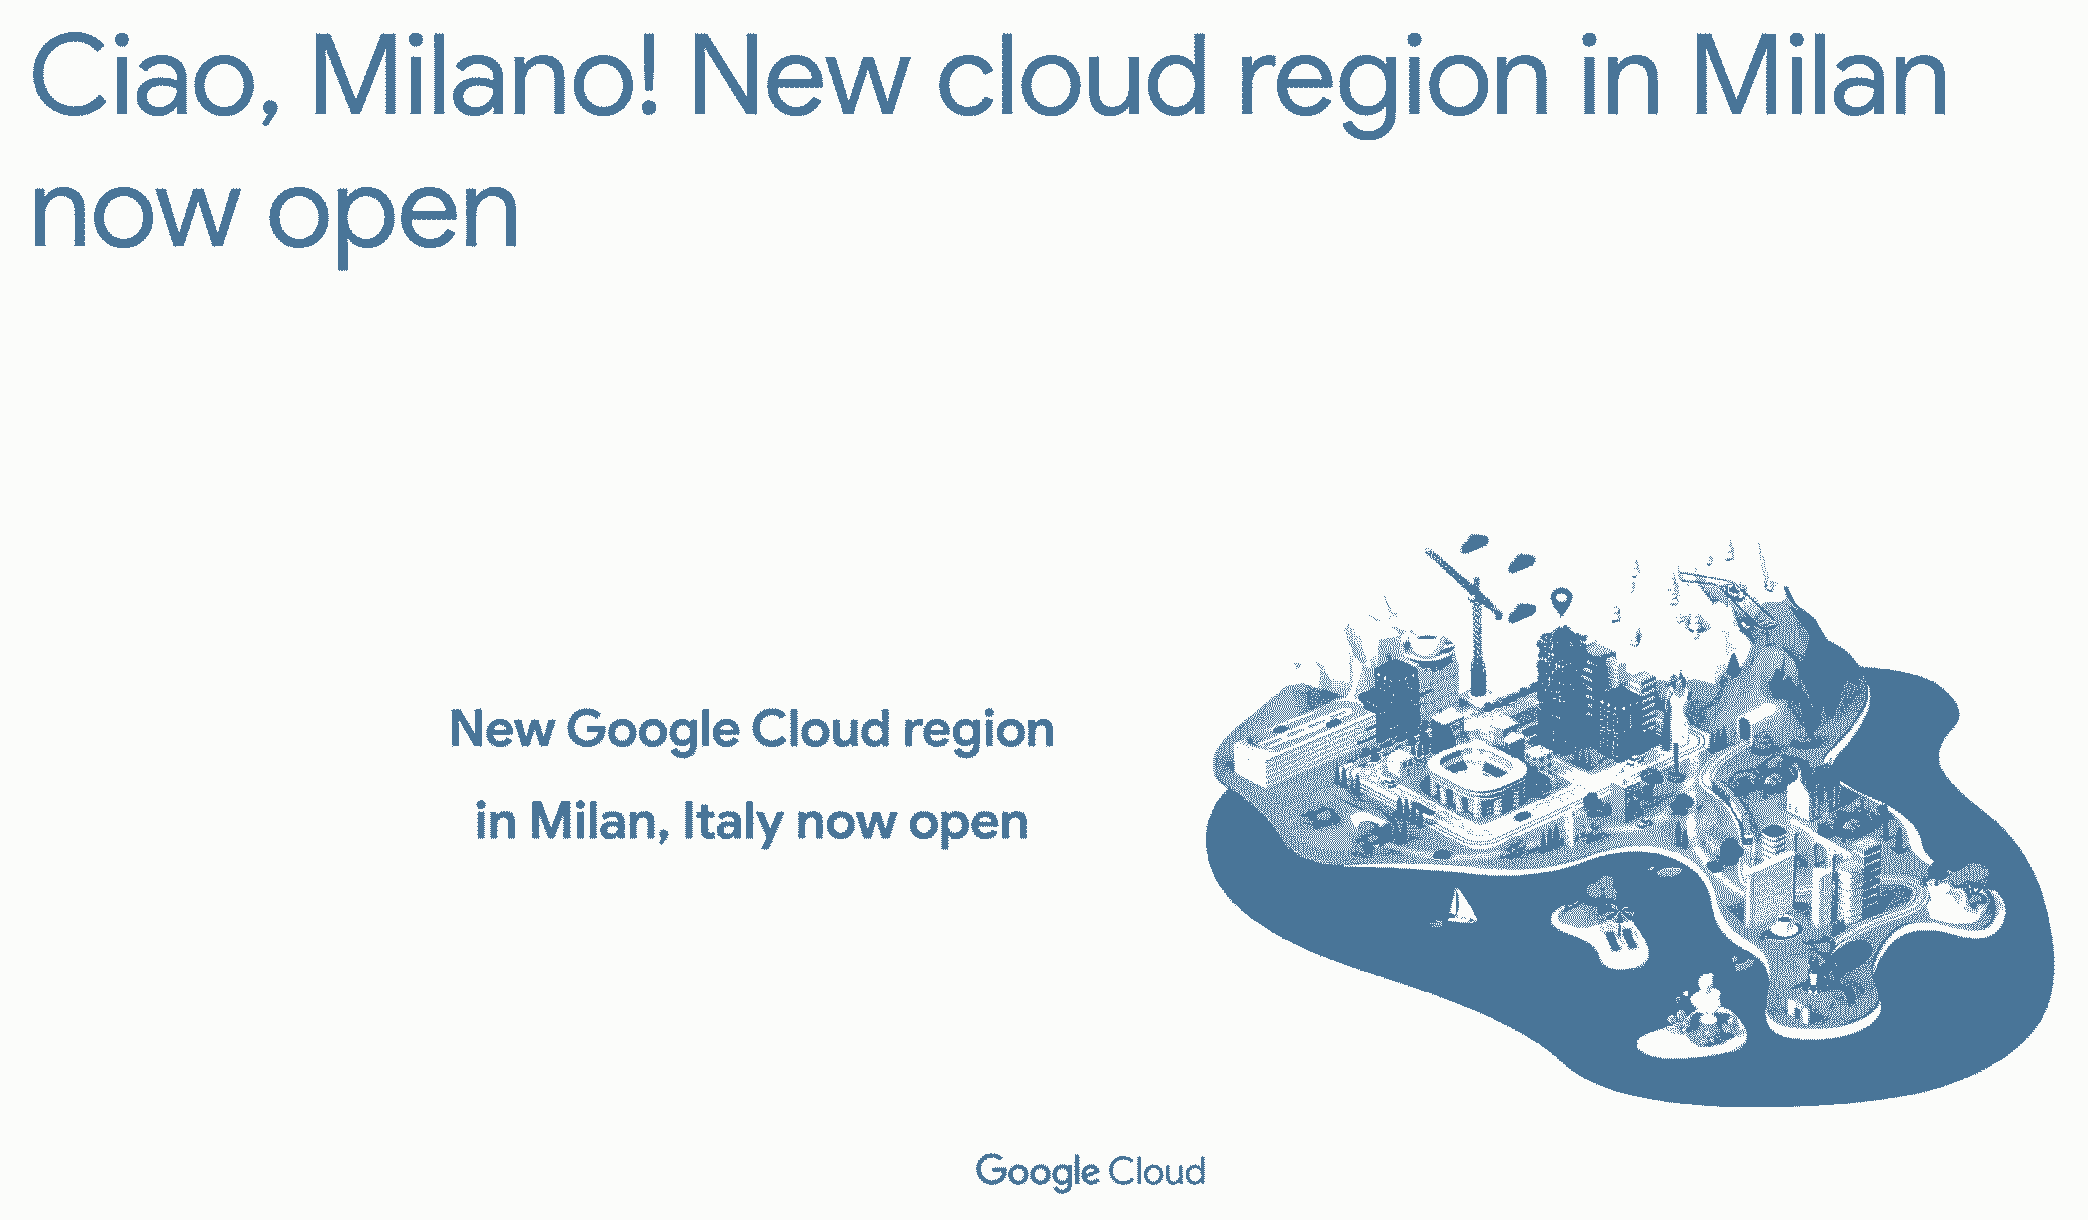 Ciao, Milano! New cloud region in Milan
now open
New Google Cloud region
in Milan, Italy now open
Google Cloud